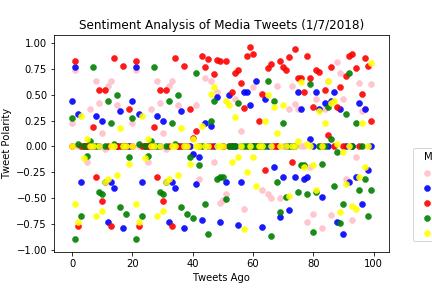 Sentiment Analysis of Media Tweets (1/7/2018)
1.00
0.75
0.50
0.25
0.00
−0.25
−0.50
−0.75
−1.00
Tweet Polarity
0 20 40 60 80 100
Tweets Ago
M